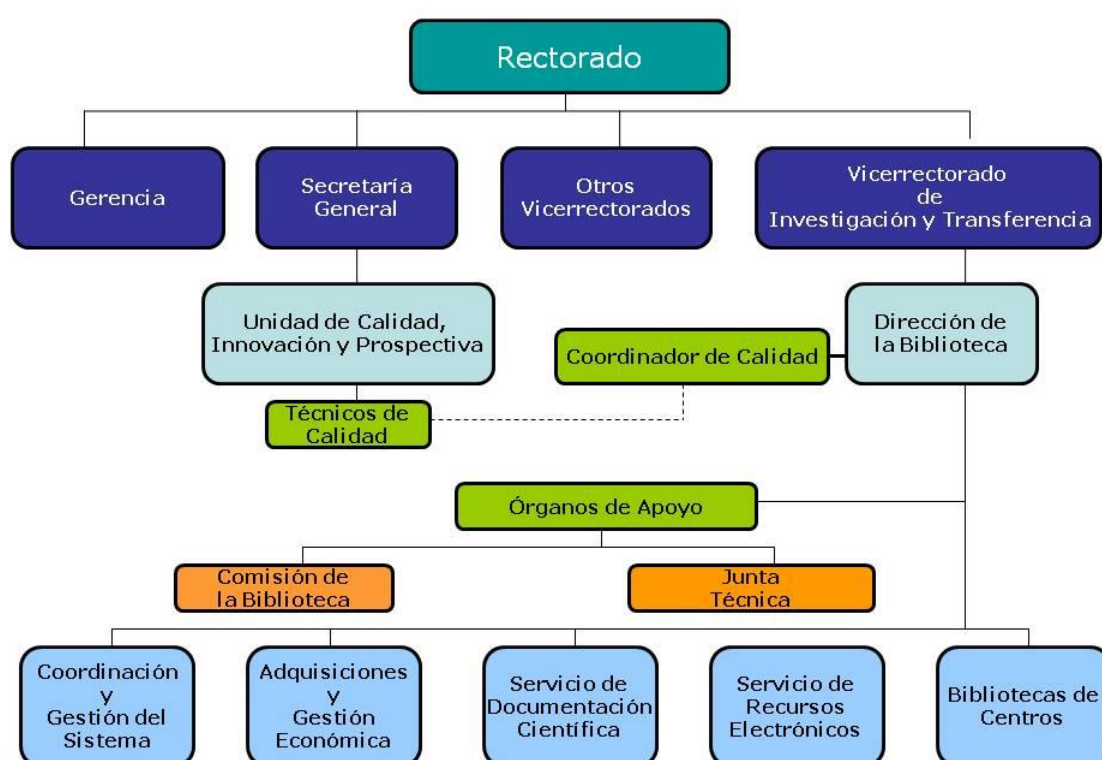 Rectorado
Gerencia
Secretaría
General
Otros
Vicerrectorados
Vicerrectorado
de
Investigación y Transferencia
Unidad de Calidad,
Innovación y Prospectiva
Coordinador de Calidad
Dirección de
la Biblioteca
Técnicos de
Calidad
Órganos de Apoyo
Comisión de
la Biblioteca
Junta
Técnica
Coordinación
y
Gestión del
Sistema
Adquisiciones
y
Gestión
Económica
Servicio de
Documentación
Científica
Servicio de
Recursos
Electrónicos
Bibliotecas de
Centros